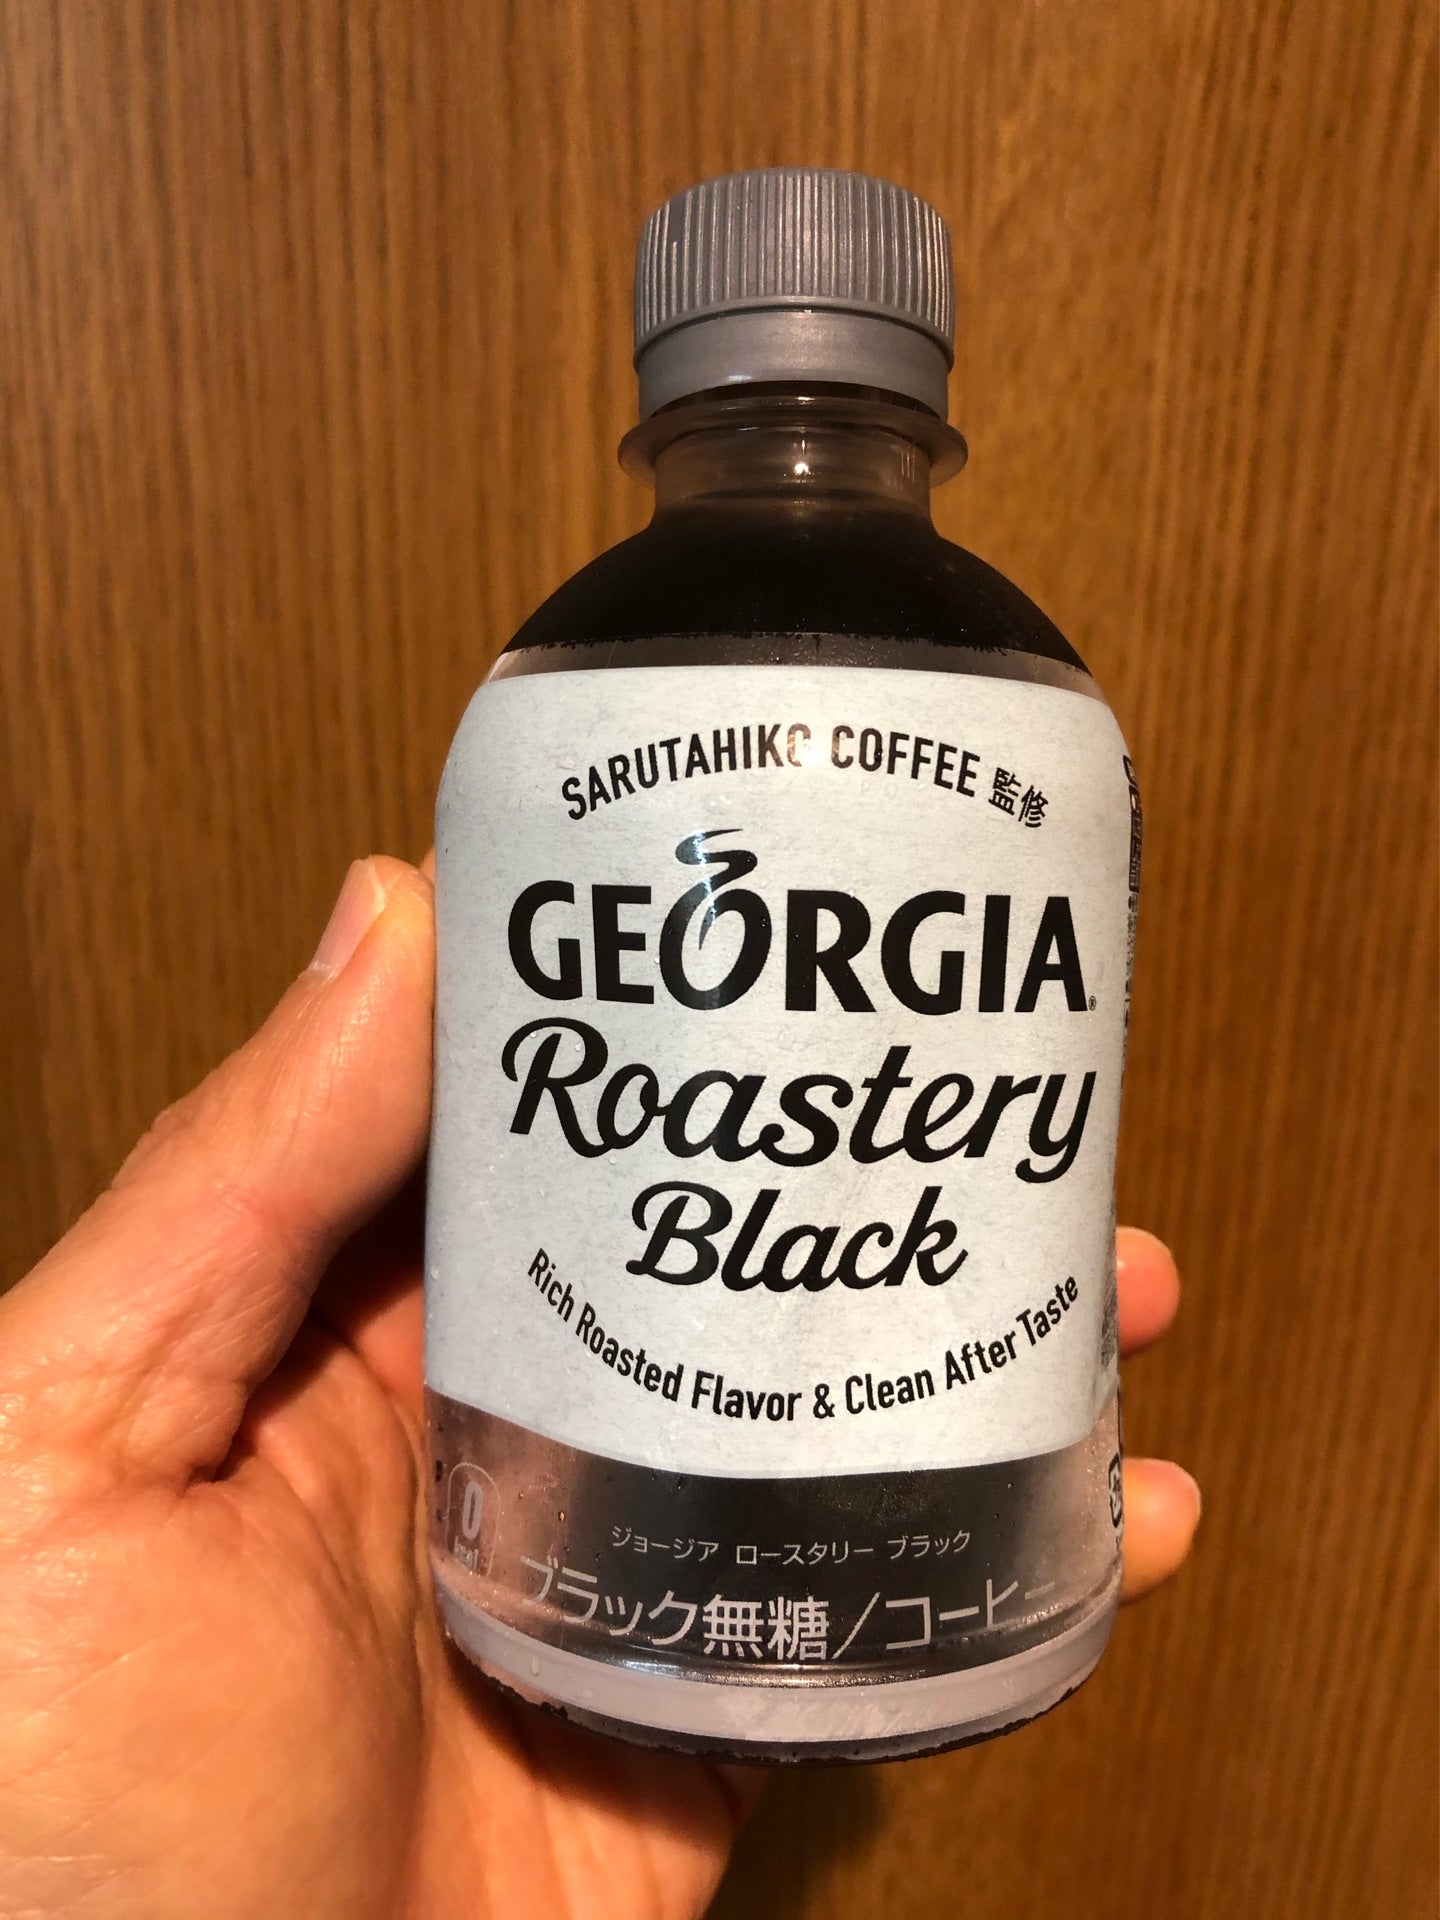 SARUTAHIKO COFFEE 監修
GEORGIA®
Roastery
Black
Rich Roasted Flavor & Clean After Taste
0
kcal
ジョージア ロースタリー ブラック
ブラック無糖/コーヒー